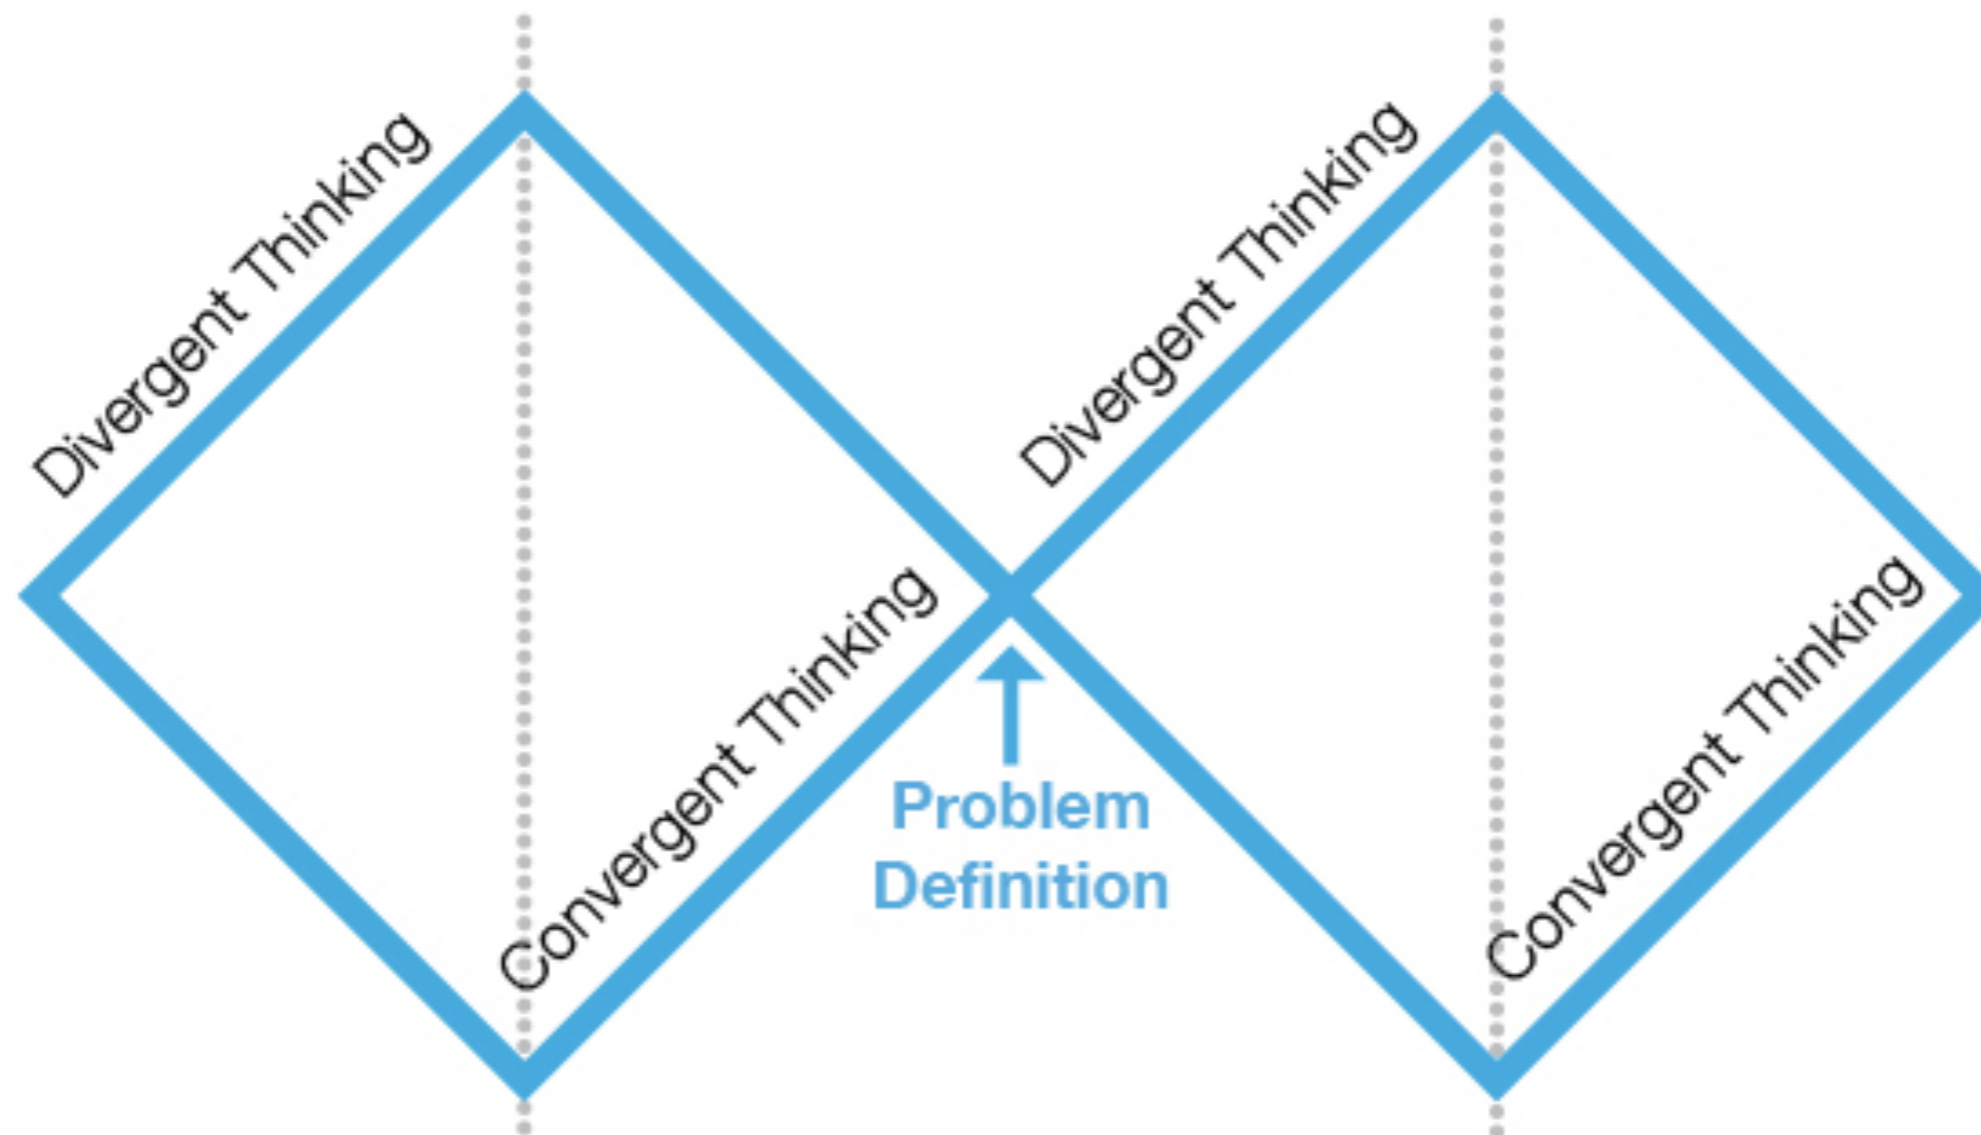 Divergent Thinking
Convergent Thinking
Problem
Definition
Divergent Thinking
Convergent Thinking